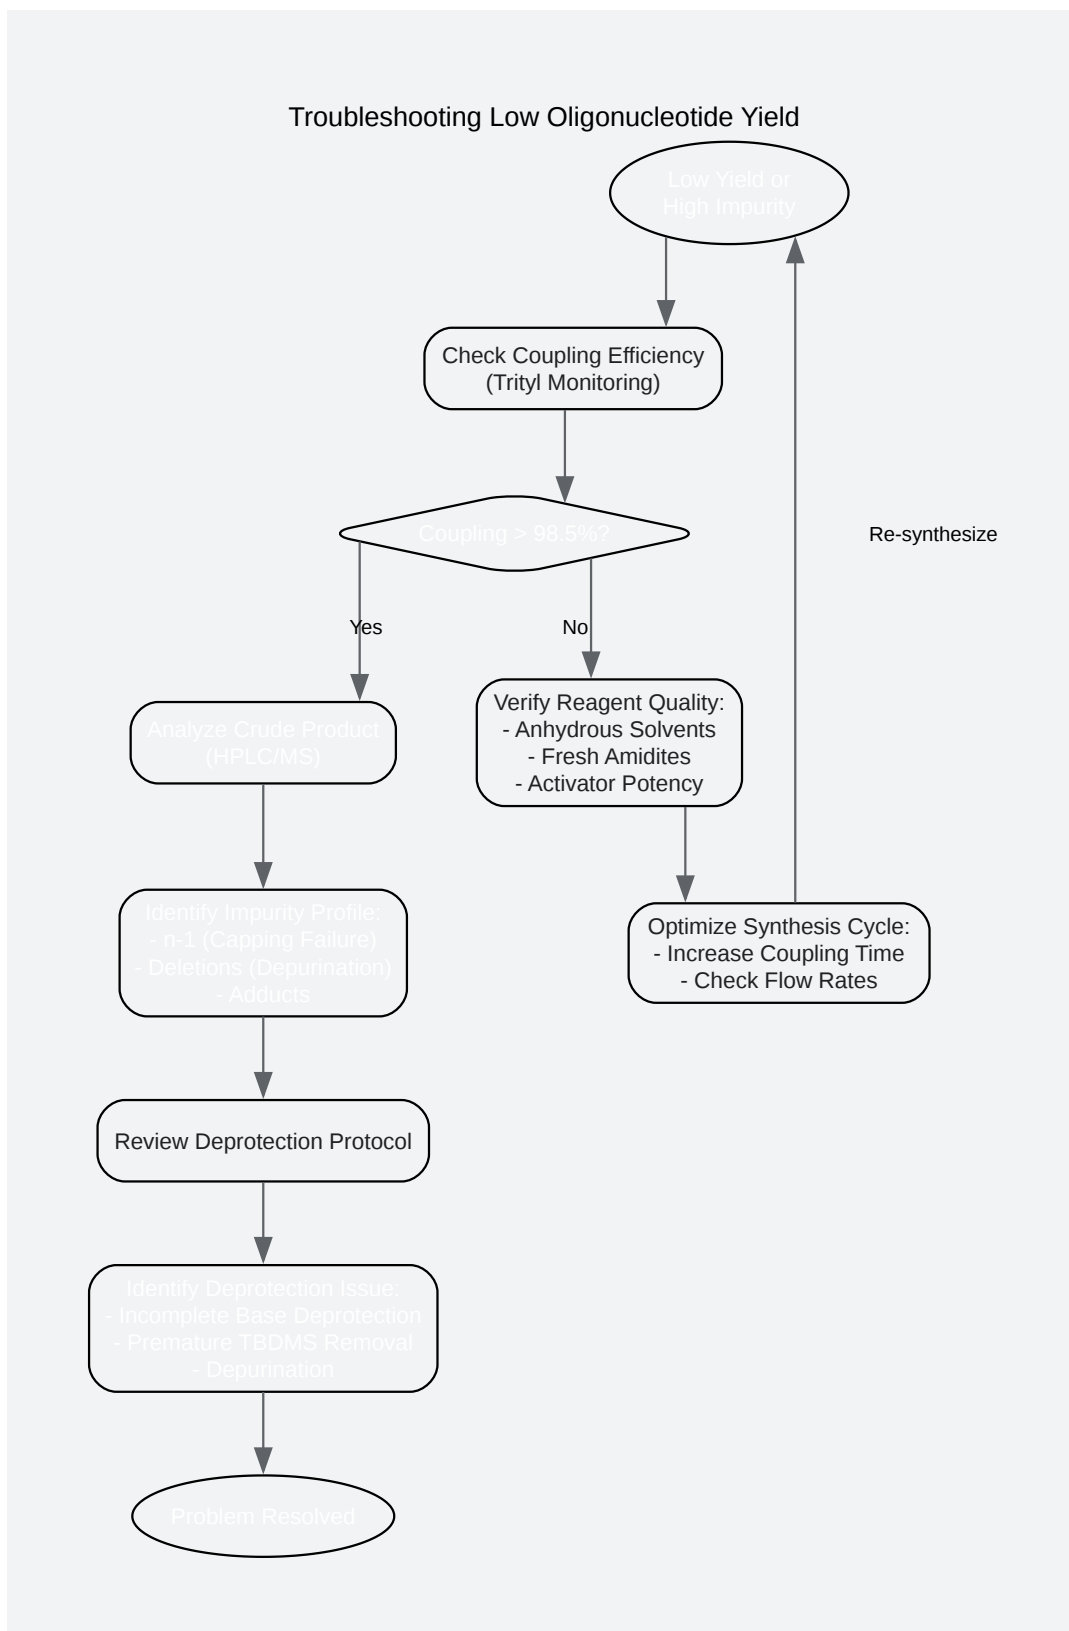 Troubleshooting Low Oligonucleotide Yield
Low Yield or
High Impurity
Check Coupling Efficiency
(Trityl Monitoring)
Coupling > 98.5%?
Re-synthesize
Yes
No
Verify Reagent Quality:
- Anhydrous Solvents
- Fresh Amidites
- Activator Potency
Analyze Crude Product
(HPLC/MS)
Identify Impurity Profile:
- n-1 (Capping Failure)
- Deletions (Depurination)
- Adducts
Optimize Synthesis Cycle:
- Increase Coupling Time
- Check Flow Rates
Review Deprotection Protocol
Identify Deprotection Issue:
- Incomplete Base Deprotection
- Premature TBDMS Removal
- Depurination
Problem Resolved